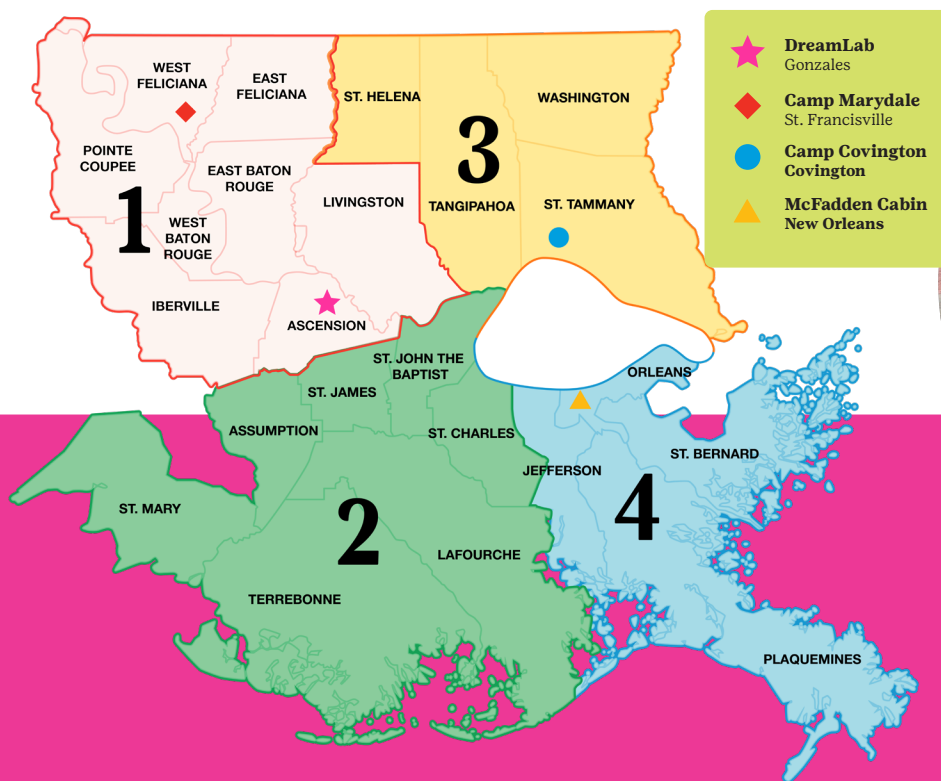 WEST
FELICIANA
EAST
FELICIANA
POINTE
COUPEE
EAST BATON
ROUGE
LIVINGSTON
1
WEST
BATON
ROUGE
IBERVILLE
ASCENSION
ST. HELENA
WASHINGTON
3
TANGIPAHOA
ST. TAMMANY
ST. JOHN THE
BAPTIST
ST. JAMES
ASSUMPTION
ST. CHARLES
ST. MARY
2
LAFOURCHE
TERREBONNE
ORLEANS
JEFFERSON
ST. BERNARD
4
PLAQUEMINES
DreamLab
Gonzales
Camp Marydale
St. Francisville
Camp Covington
Covington
McFadden Cabin
New Orleans